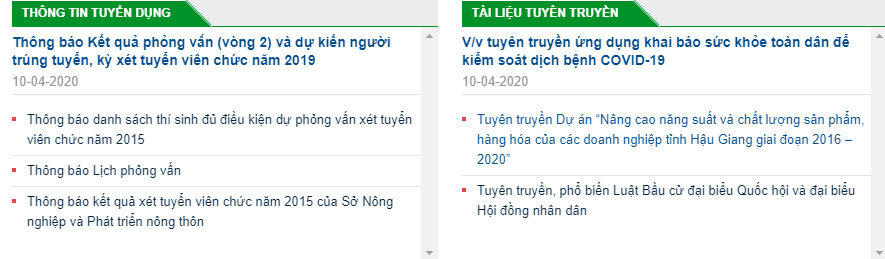 THÔNG TIN TUYỂN DỤNG
Thông báo Kết quả phỏng vấn (vòng 2) và dự kiến người
trúng tuyển, kỳ xét tuyển viên chức năm 2019
10-04-2020
Thông báo danh sách thí sinh đủ điều kiện dự phỏng vấn xét tuyển
viên chức năm 2015
Thông báo Lịch phỏng vấn
Thông báo kết quả xét tuyển viên chức năm 2015 của Sở Nông
nghiệp và Phát triển nông thôn
TÀI LIỆU TUYÊN TRUYỀN
V/v tuyên truyền ứng dụng khai báo sức khỏe toàn dân để
kiểm soát dịch bệnh COVID-19
10-04-2020
Tuyên truyền Dự án “Nâng cao năng suất và chất lượng sản phẩm,
hàng hóa của các doanh nghiệp tỉnh Hậu Giang giai đoạn 2016 –
2020”
Tuyên truyền, phổ biến Luật Bầu cử đại biểu Quốc hội và đại biểu
Hội đồng nhân dân